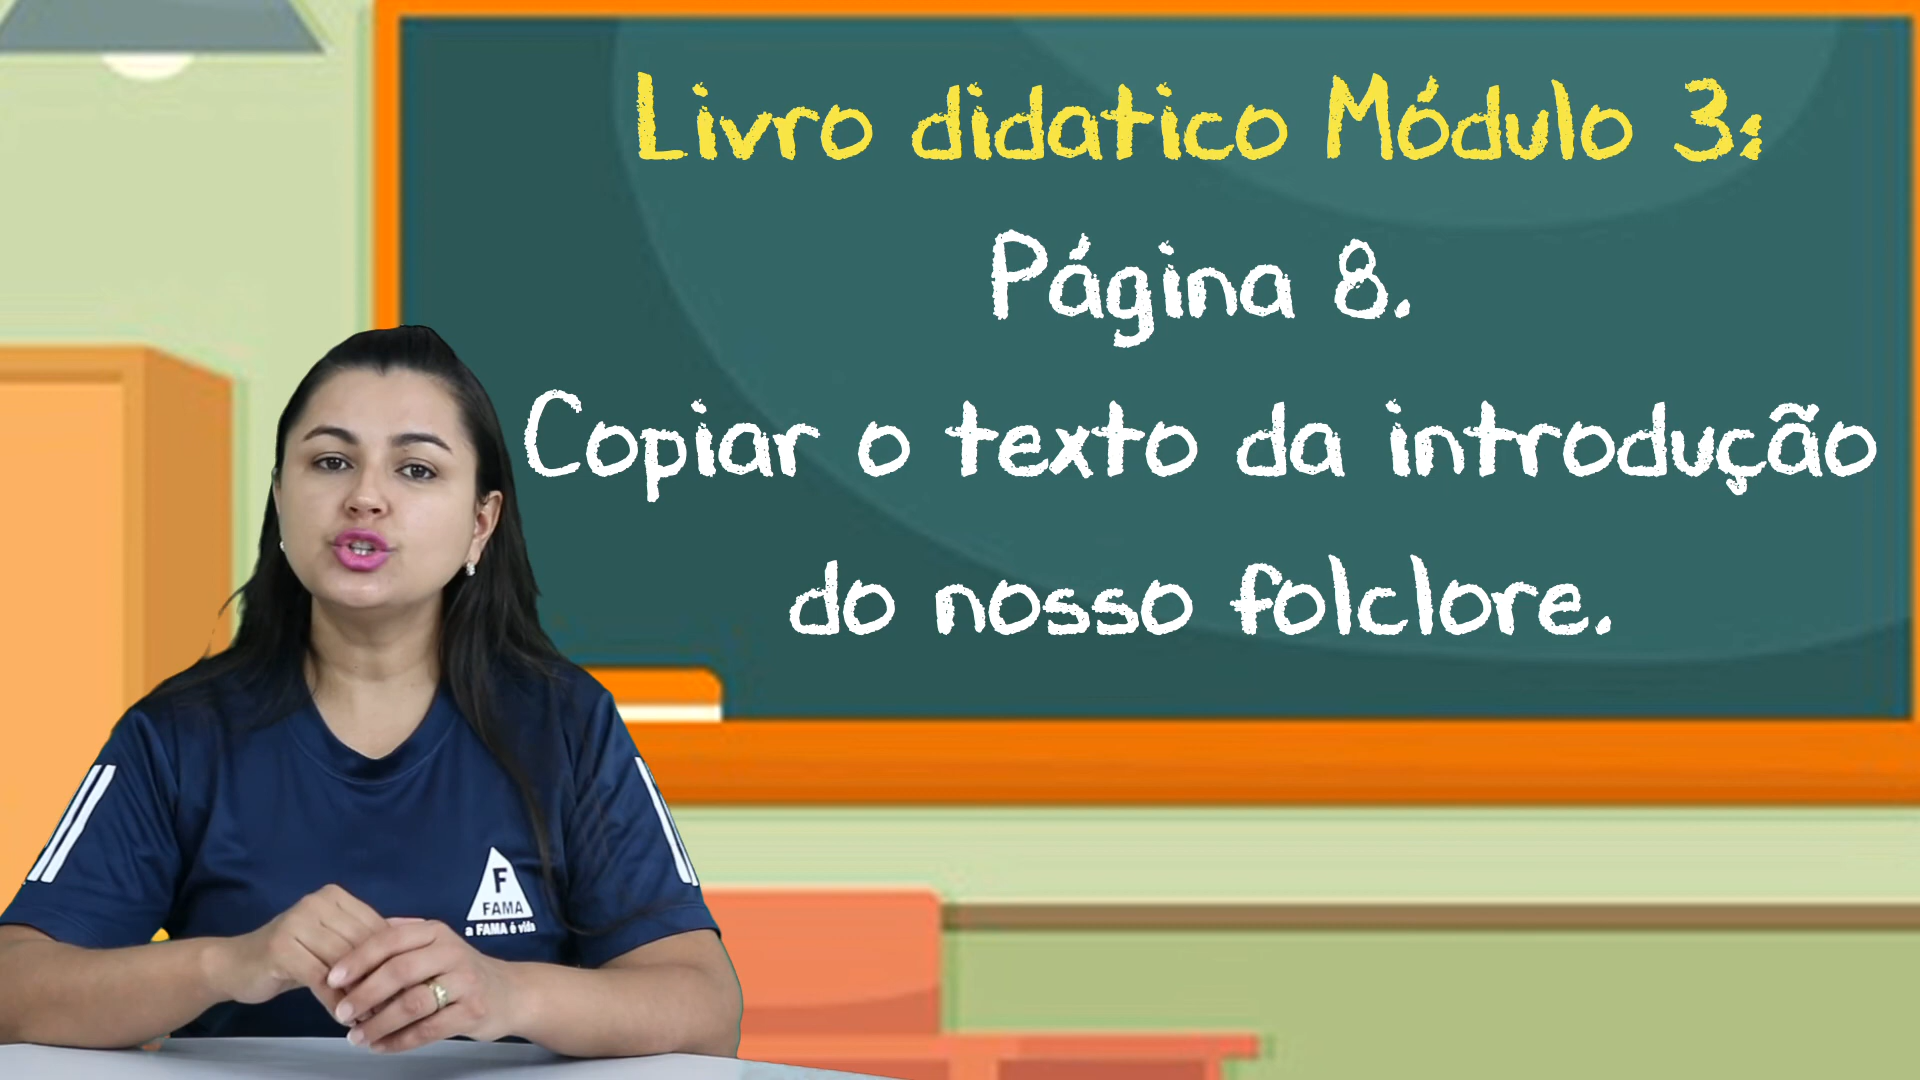 Livro didatico Módulo 3:
Página 8.
Copiar o texto da introdução
do nosso folclore.
F
FAMA
a FAMA é vida